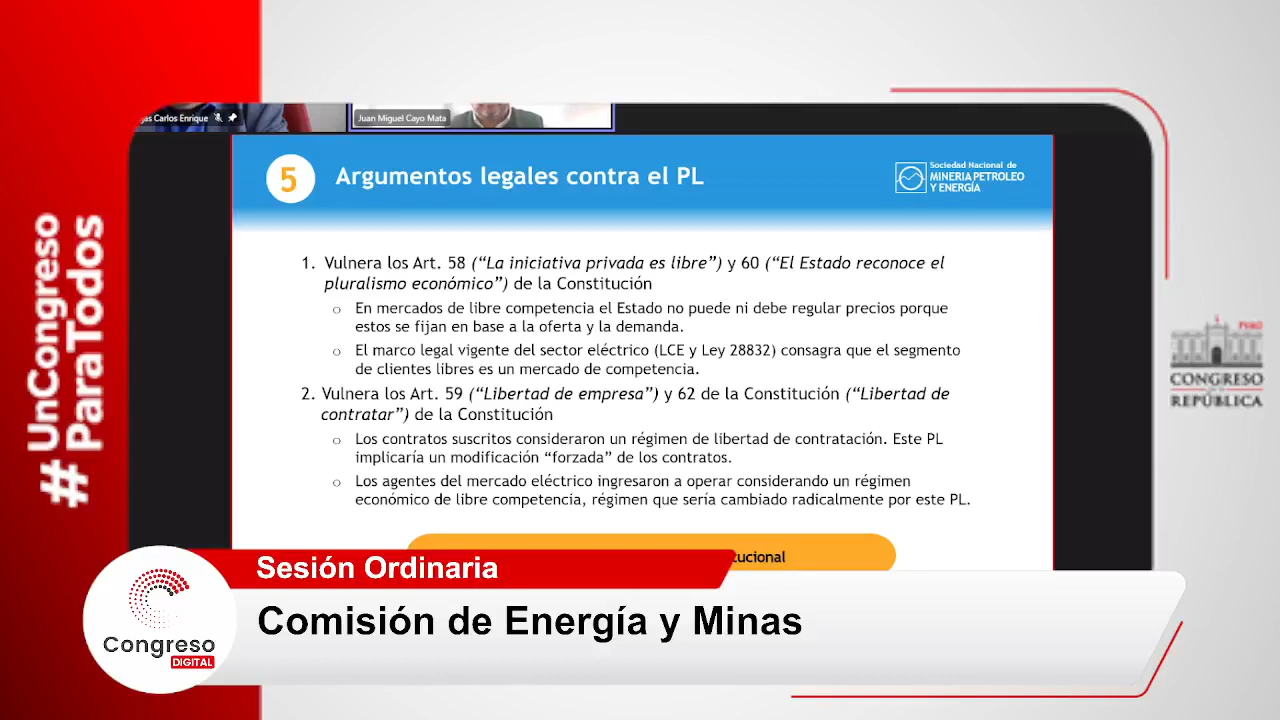 #UnCongreso
ParaTodos
Carlos Enrique
Juan Miguel Cayo Mata
5
Argumentos legales contra el PL
Sociedad Nacional de
MINERIA PETROLEO
Y ENERGÍA
1. Vulnera los Art. 58 (“La iniciativa privada es libre”) y 60 (“El Estado reconoce el
pluralismo económico”) de la Constitución
o En mercados de libre competencia el Estado no puede ni debe regular precios porque
estos se fijan en base a la oferta y la demanda.
o El marco legal vigente del sector eléctrico (LCE y Ley 28832) consagra que el segmento
de clientes libres es un mercado de competencia.
2. Vulnera los Art. 59 (“Libertad de empresa”) y 62 de la Constitución (“Libertad de
contratar”) de la Constitución
o Los contratos suscritos consideraron un régimen de libertad de contratación. Este PL
implicaría un modificación “forzada” de los contratos.
o Los agentes del mercado eléctrico ingresaron a operar considerando un régimen
económico de libre competencia, régimen que sería cambiado radicalmente por este PL.
PERÚ
CONGRESO
REPÚBLICA
Sesión Ordinaria
Comisión de Energía y Minas
Congreso
DIGITAL